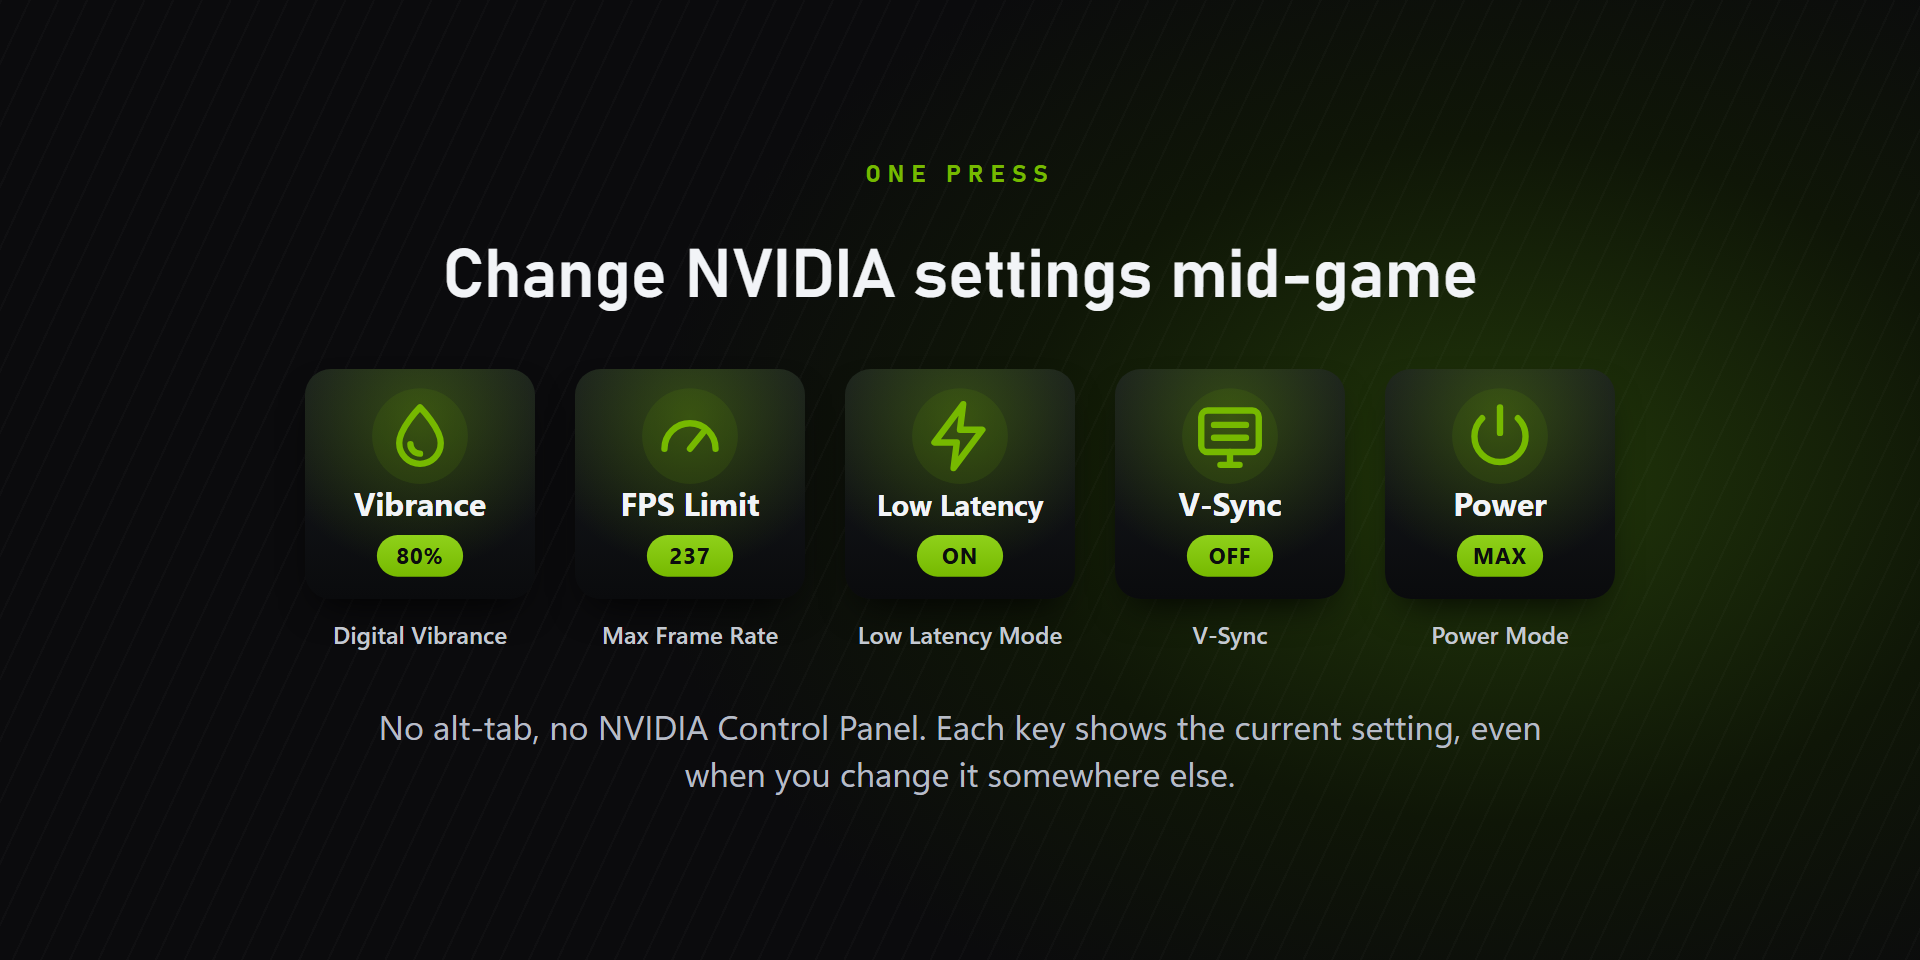 ONE PRESS
Change NVIDIA settings mid-game
Vibrance
80%
Digital Vibrance
FPS Limit
237
Max Frame Rate
Low Latency
ON
Low Latency Mode
V-Sync
OFF
V-Sync
Power
MAX
Power Mode
No alt-tab, no NVIDIA Control Panel. Each key shows the current setting, even
when you change it somewhere else.